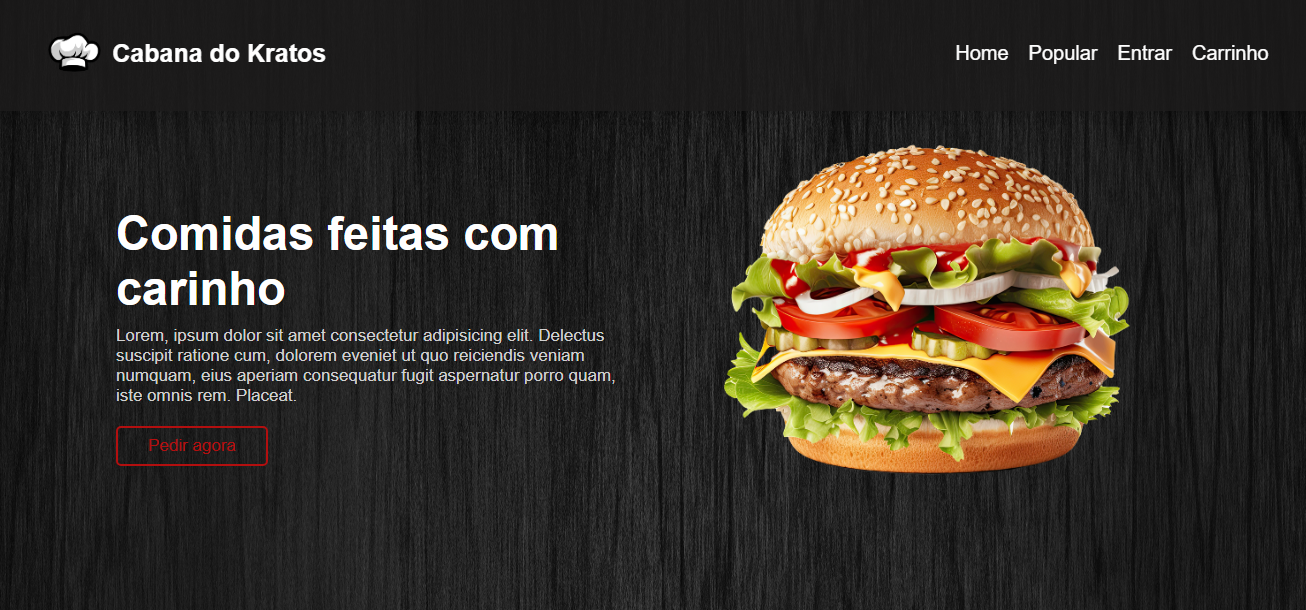 Cabana do Kratos
Home Popular Entrar Carrinho
Comidas feitas com
carinho
Lorem, ipsum dolor sit amet consectetur adipisicing elit. Delectus
suscipit ratione cum, dolorem eveniet ut quo reiciendis veniam
numquam, eius aperiam consequatur fugit aspernatur porro quam,
iste omnis rem. Placeat.
Pedir agora